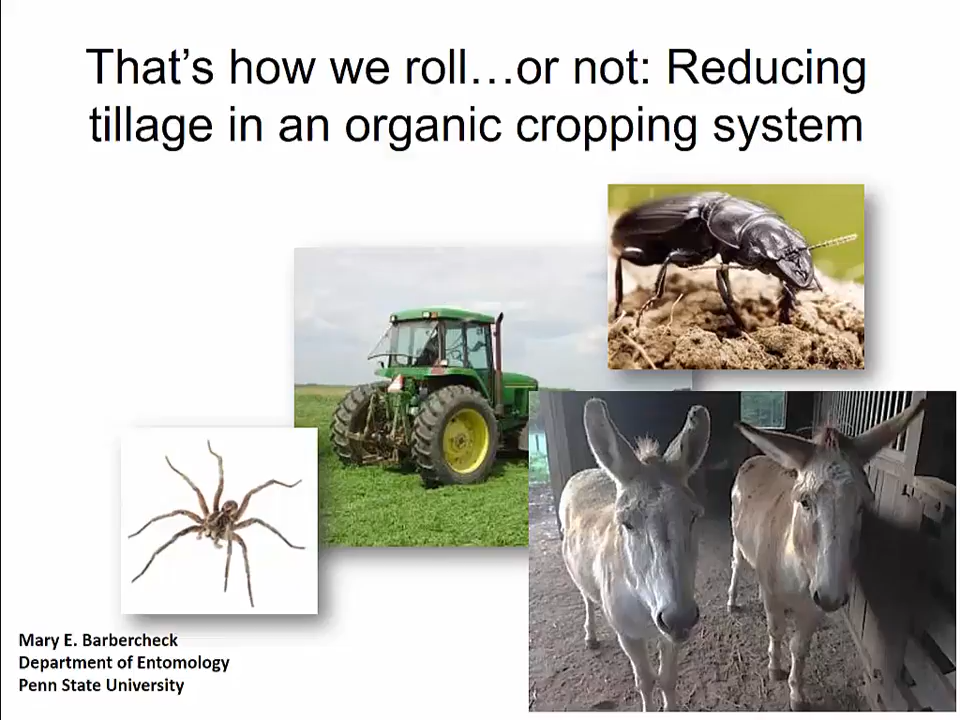 That’s how we roll…or not: Reducing
tillage in an organic cropping system
Mary E. Barbercheck
Department of Entomology
Penn State University